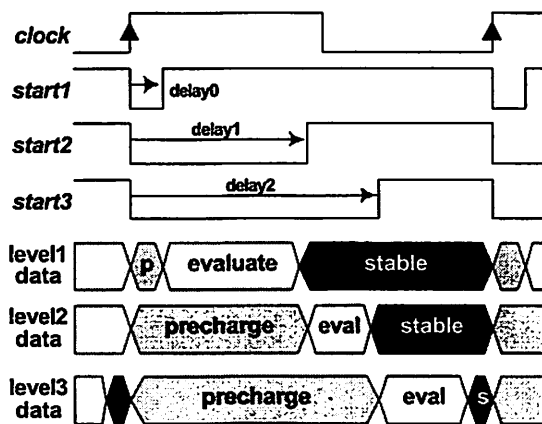 clock
start1
delay0
start2
delay1
start3
delay2
level1
data
p
evaluate
stable
level2
data
precharge
eval
stable
level3
data
precharge
eval
s